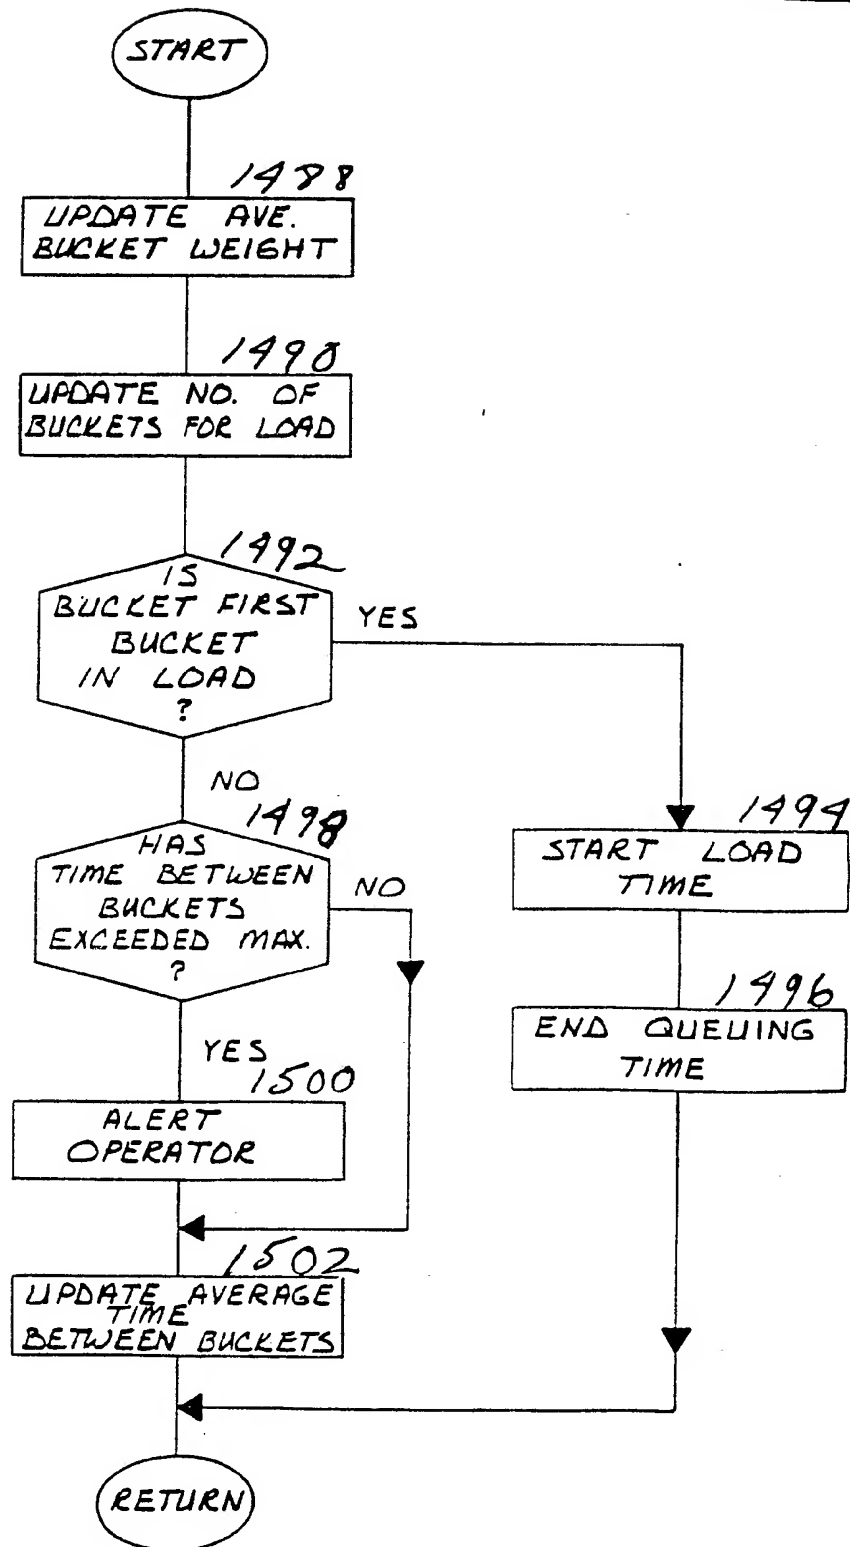 START
1488
UPDATE AVE.
BUCKET WEIGHT
1490
UPDATE NO. OF
BUCKETS FOR LOAD
1492
IS
BUCKET FIRST
BUCKET
IN LOAD
?
YES
NO
1494
START LOAD
TIME
1496
END QUEUING
TIME
1498
HAS
TIME BETWEEN
BUCKETS
EXCEEDED MAX.
?
NO
YES
1500
ALERT
OPERATOR
1502
UPDATE AVERAGE
TIME
BETWEEN BUCKETS
RETURN